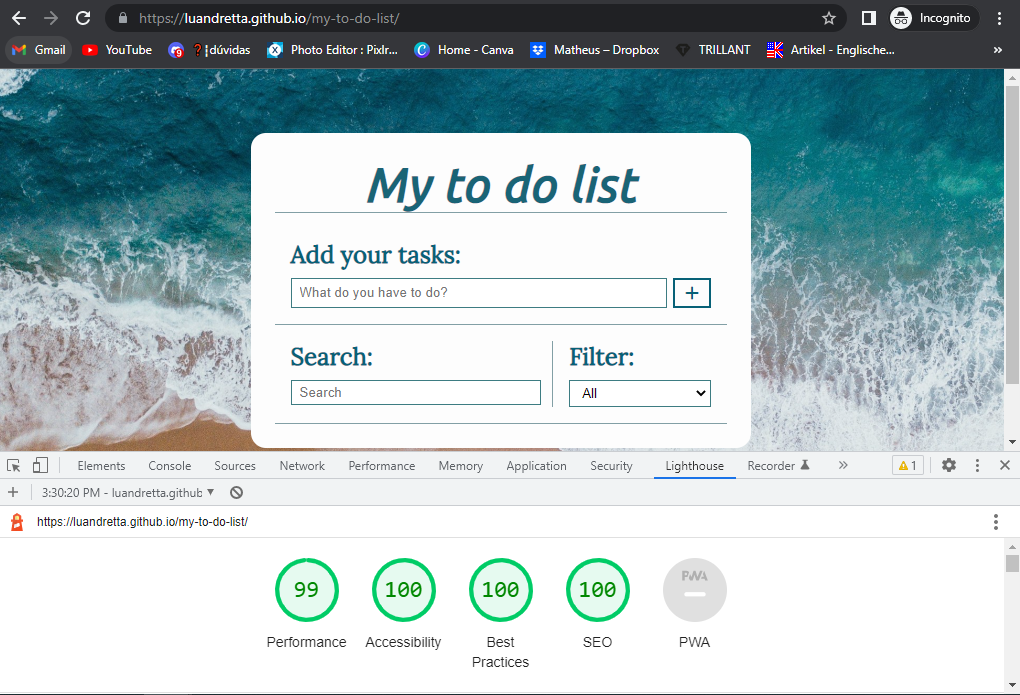 https://luandretta.github.io/my-to-do-list/
Incognito
Gmail
YouTube
❓¦dúvidas
Photo Editor : Pixlr...
Home - Canva
Matheus – Dropbox
TRILLANT
Artikel - Englische...
»
My to do list
Add your tasks:
What do you have to do?
+
Search:
Filter:
Search
All
Elements
Console
Sources
Network
Performance
Memory
Application
Security
Lighthouse
Recorder
»
1
+
3:30:20 PM - luandretta.github
https://luandretta.github.io/my-to-do-list/
99
100
100
100
PWA
Performance
Accessibility
Best
Practices
SEO
PWA